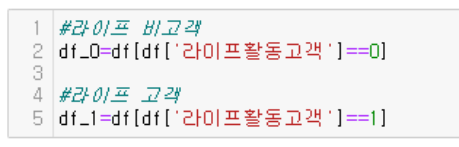 1 #라이프 비고객
2 df_0=df[df['라이프활동고객']==0]
3
4 #라이프 고객
5 df_1=df[df['라이프활동고객']==1]